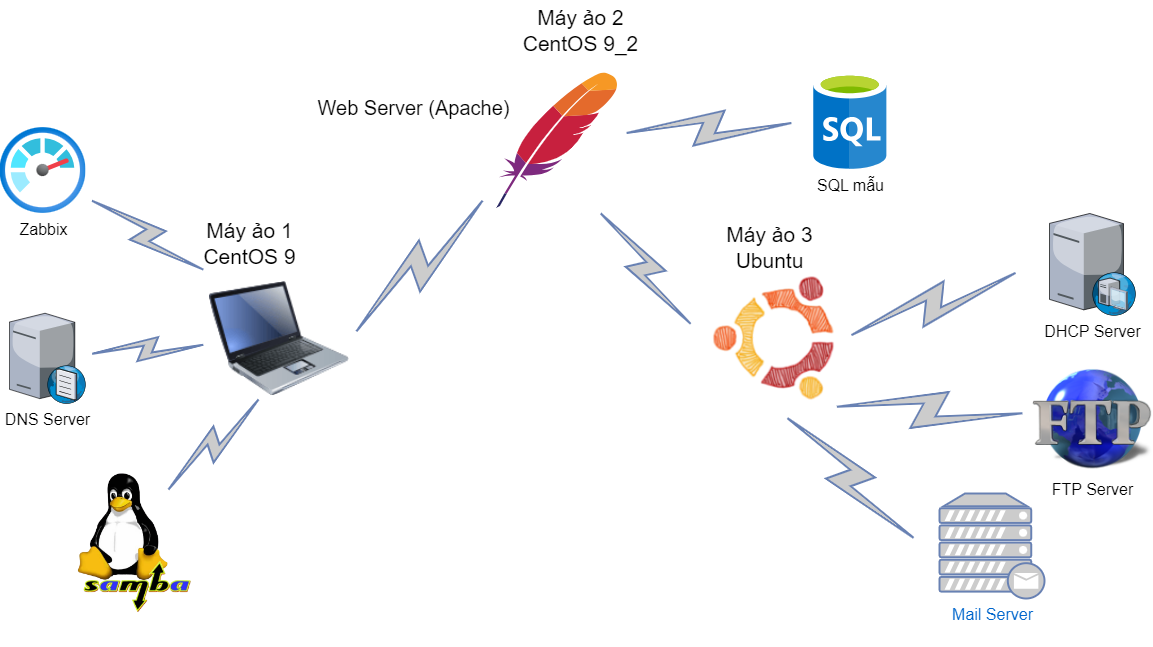 Máy ảo 2
CentOS 9_2
Web Server (Apache)
SQL
SQL mẫu
Zabbix
Máy ảo 1
CentOS 9
Máy ảo 3
Ubuntu
DHCP Server
DNS Server
FTP
FTP Server
samba
Mail Server